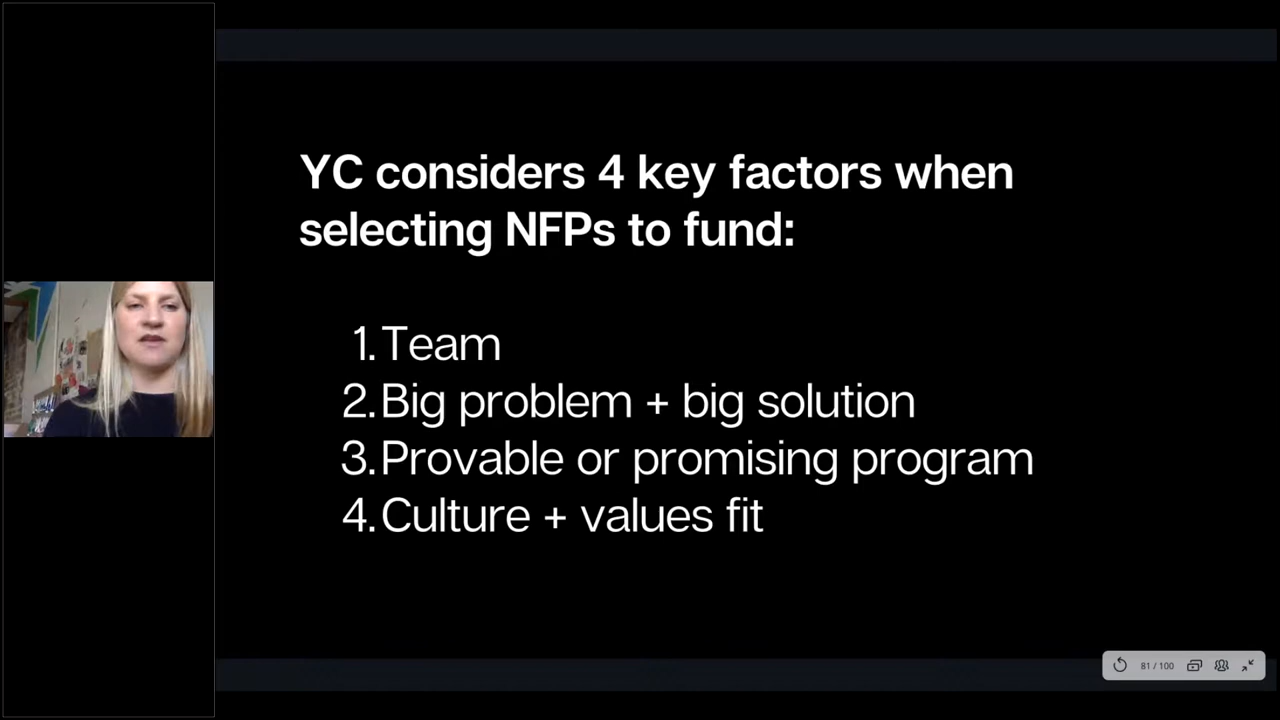 YC considers 4 key factors when
selecting NFPs to fund:
1. Team
2. Big problem + big solution
3. Provable or promising program
4. Culture + values fit
81 / 100